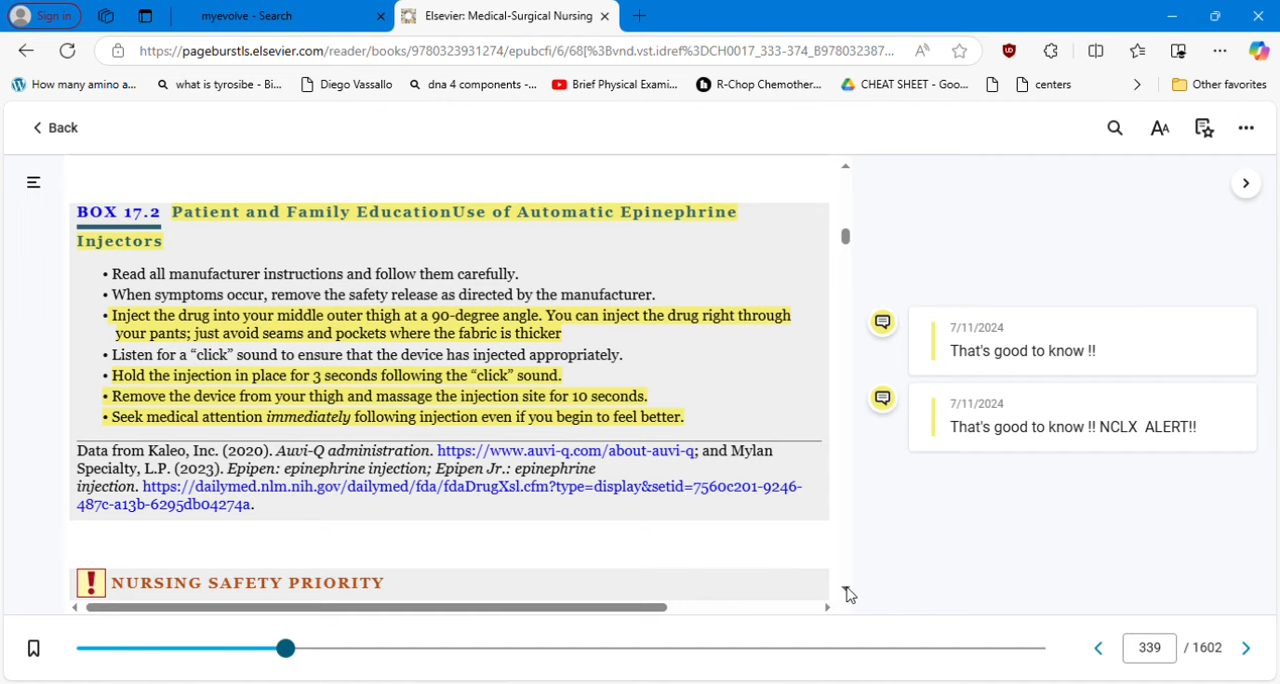 Sign in
myevolve - Search
Elsevier: Medical-Surgical Nursing
https://pageburstls.elsevier.com/reader/books/9780323931274/epubcfi/6/68[%3Bvnd.vst.idref%3DCH0017_333-374_B978032387...
How many amino a...
what is tyrosibe - Bi...
Diego Vassallo
dna 4 components -...
Brief Physical Exami...
R-Chop Chemother...
CHEAT SHEET - Goo...
centers
Other favorites
Back
BOX 17.2 Patient and Family EducationUse of Automatic Epinephrine
Injectors
• Read all manufacturer instructions and follow them carefully.
• When symptoms occur, remove the safety release as directed by the manufacturer.
• Inject the drug into your middle outer thigh at a 90-degree angle. You can inject the drug right through
your pants; just avoid seams and pockets where the fabric is thicker
• Listen for a “click” sound to ensure that the device has injected appropriately.
• Hold the injection in place for 3 seconds following the “click” sound.
• Remove the device from your thigh and massage the injection site for 10 seconds.
• Seek medical attention immediately following injection even if you begin to feel better.
Data from Kaleo, Inc. (2020). Auvi-Q administration. https://www.auvi-q.com/about-auvi-q; and Mylan
Specialty, L.P. (2023). Epipen: epinephrine injection; Epipen Jr.: epinephrine
injection. https://dailymed.nlm.nih.gov/dailymed/fda/fdaDrugXsl.cfm?type=display&setid=7560c201-9246-
487c-a13b-6295db04274a.
NURSING SAFETY PRIORITY
7/11/2024
That's good to know !!
7/11/2024
That's good to know !! NCLX ALERT!!
339 / 1602